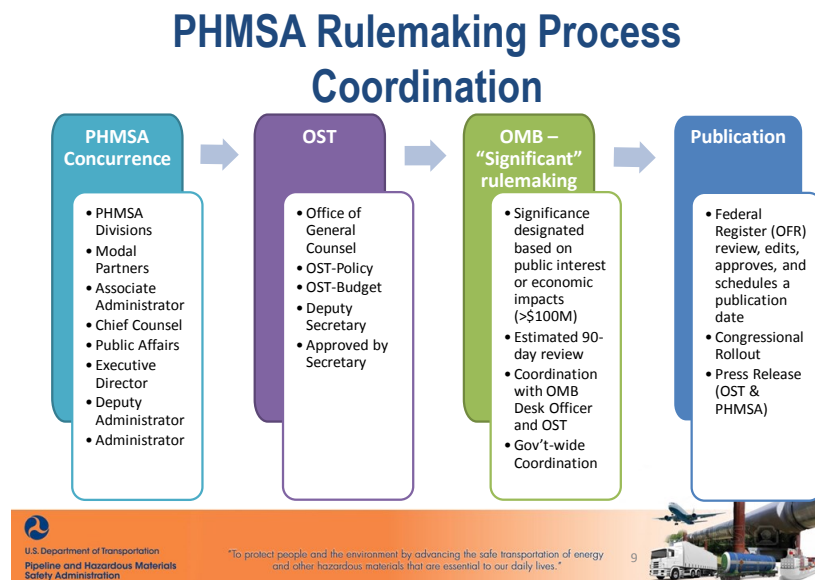 PHMSA Rulemaking Process
Coordination
PHMSA
Concurrence
• PHMSA
Divisions
• Modal
Partners
• Associate
Administrator
• Chief Counsel
• Public Affairs
• Executive
Director
• Deputy
Administrator
• Administrator
OST
• Office of
General
Counsel
• OST-Policy
• OST-Budget
• Deputy
Secretary
• Approved by
Secretary
OMB –
“Significant”
rulemaking
• Significance
designated
based on
public interest
or economic
impacts
(>$100M)
• Estimated 90-
day review
• Coordination
with OMB
Desk Officer
and OST
• Gov’t-wide
Coordination
Publication
• Federal
Register (OFR)
review, edits,
approves, and
schedules a
publication
date
• Congressional
Rollout
• Press Release
(OST &
PHMSA)
U.S. Department of Transportation
Pipeline and Hazardous Materials
Safety Administration
"To protect people and the environment by advancing the safe transportation of energy
and other hazardous materials that are essential to our daily lives."
9